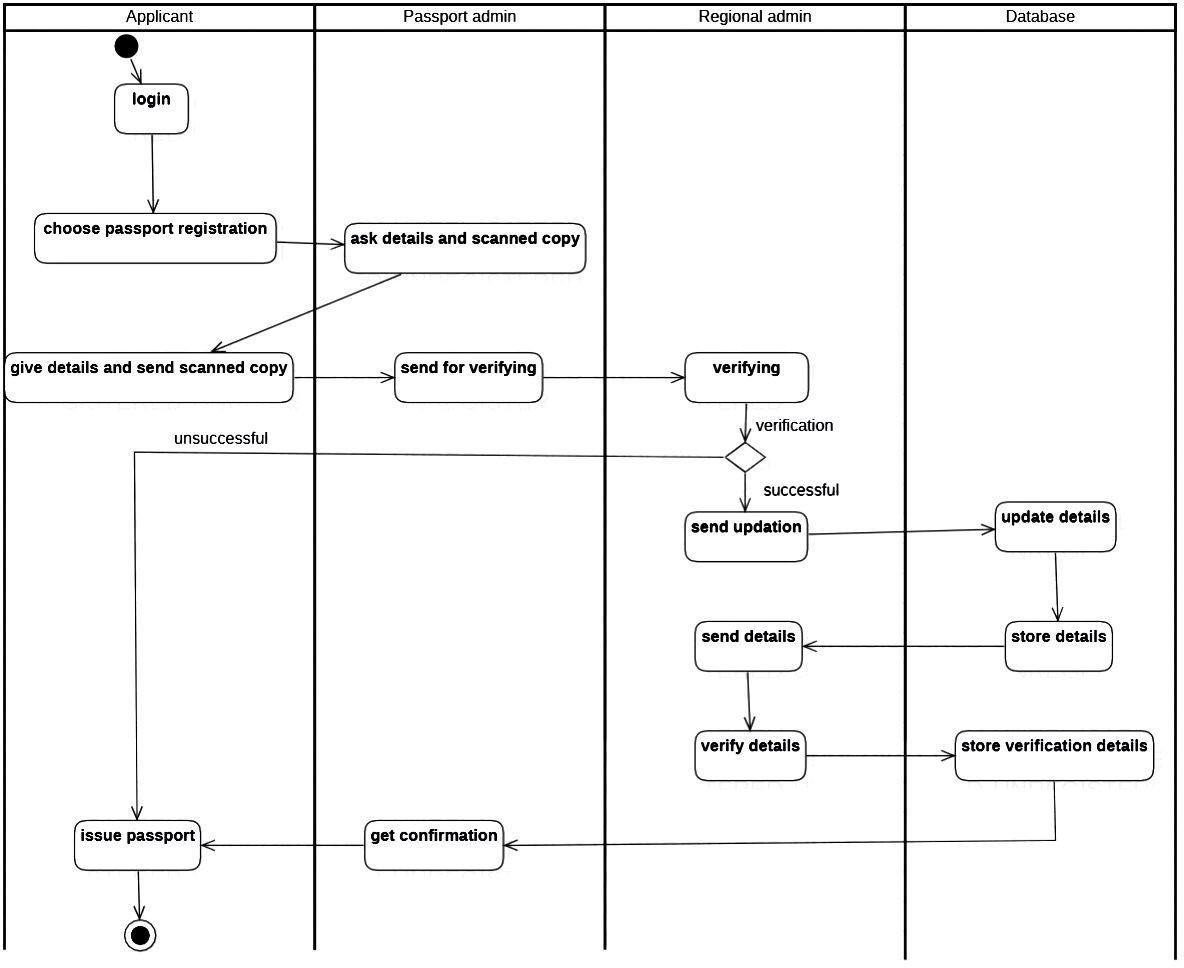 Applicant
Passport admin
Regional admin
Database
login
choose passport registration
ask details and scanned copy
give details and send scanned copy
send for verifying
verifying
verification
unsuccessful
successful
send updation
update details
send details
store details
verify details
store verification details
issue passport
get confirmation